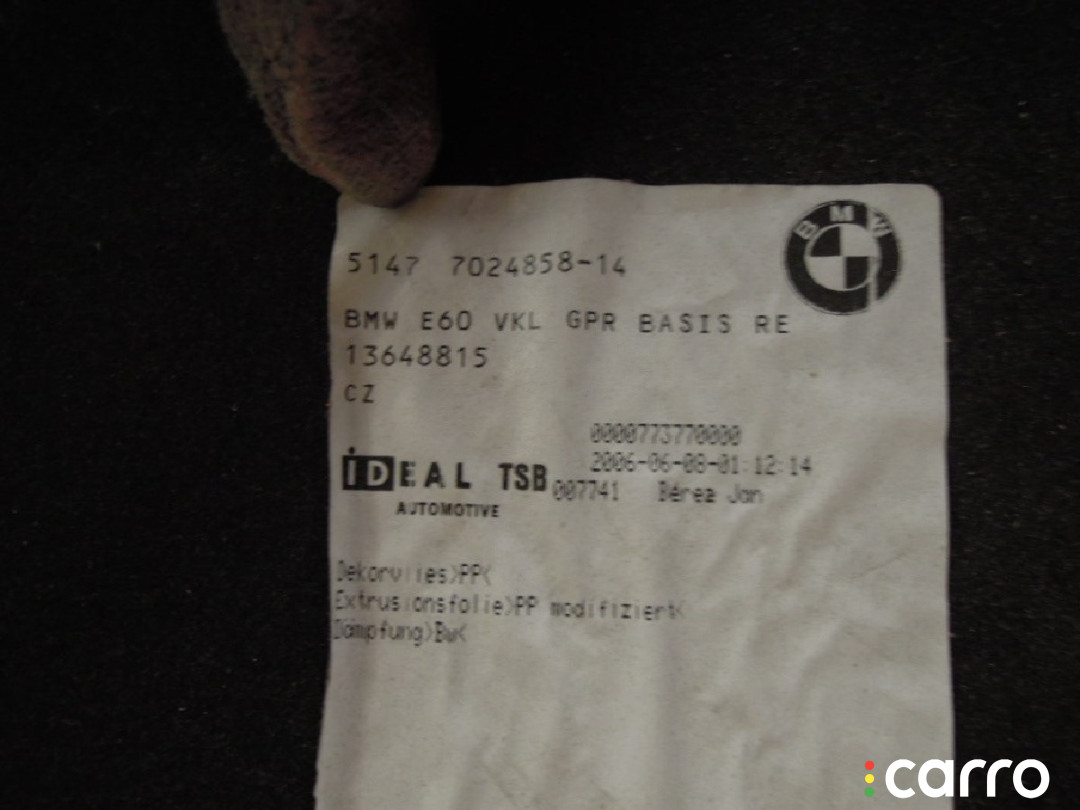 BMW
5147 7024858-14
BMW E60 VKL GPR BASIS RE
13648815
CZ
0000773770000
2006-06-08-01:12:14
iDEAL TSB 007741 Bérez Jan
AUTOMOTIVE
Dekorvlies>PP<
Extrusionsfolie>PP modifiziert<
Dämpfung>Bw<
carro